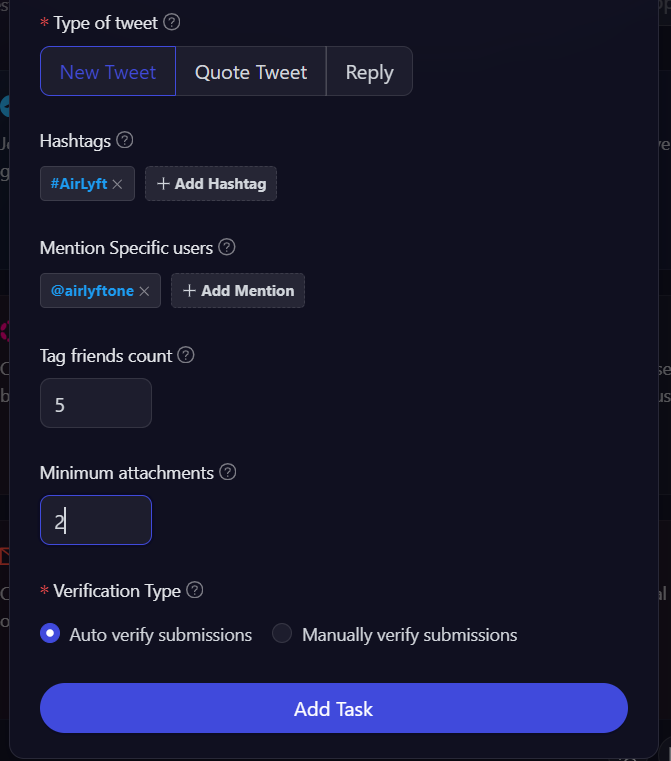 * Type of tweet ?
New Tweet Quote Tweet Reply
Hashtags ?
#AirLyft × + Add Hashtag
Mention Specific users ?
@airlyftone × + Add Mention
Tag friends count ?
5
Minimum attachments ?
2
* Verification Type ?
Auto verify submissions Manually verify submissions
Add Task